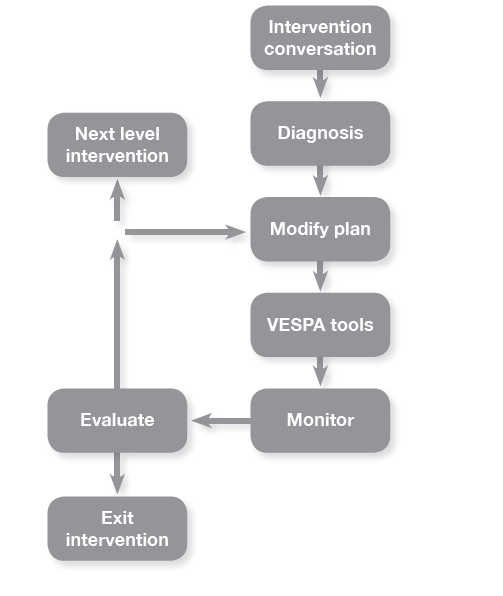 Intervention
conversation
Diagnosis
Next level
intervention
Modify plan
VESPA tools
Evaluate
Monitor
Exit
intervention